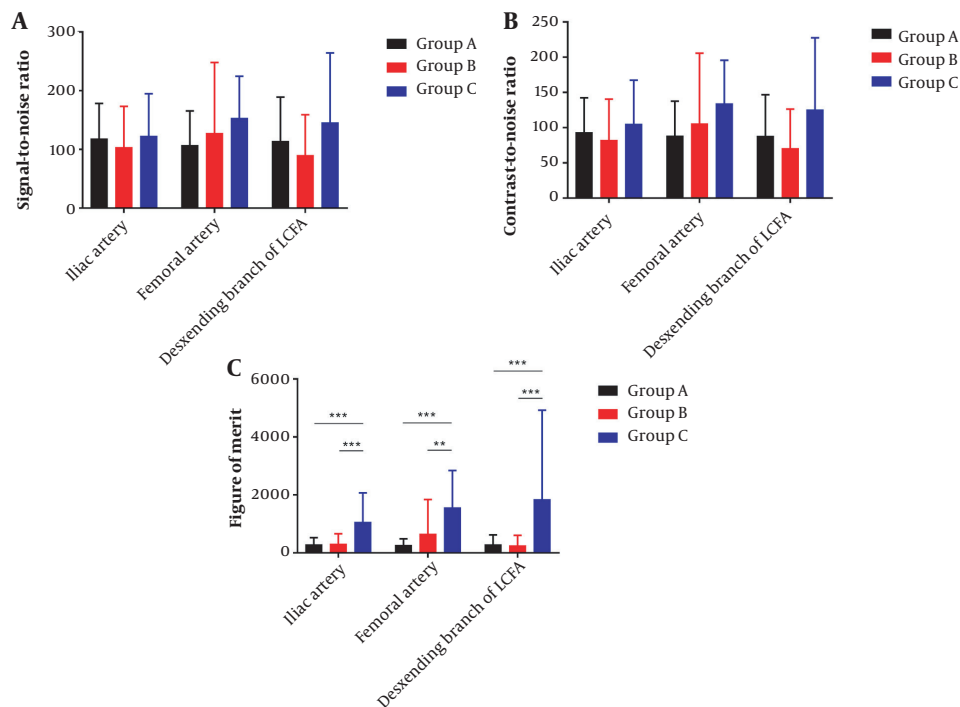 A
Signal-to-noise ratio
300
200
100
0
Iliac artery
Femoral artery
Desxending branch of LCFA
Group A
Group B
Group C
B
Contrast-to-noise ratio
250
200
150
100
50
0
Iliac artery
Femoral artery
Desxending branch of LCFA
Group A
Group B
Group C
C
Figure of merit
6000
4000
2000
0
***
***
***
**
***
***
Iliac artery
Femoral artery
Desxending branch of LCFA
Group A
Group B
Group C